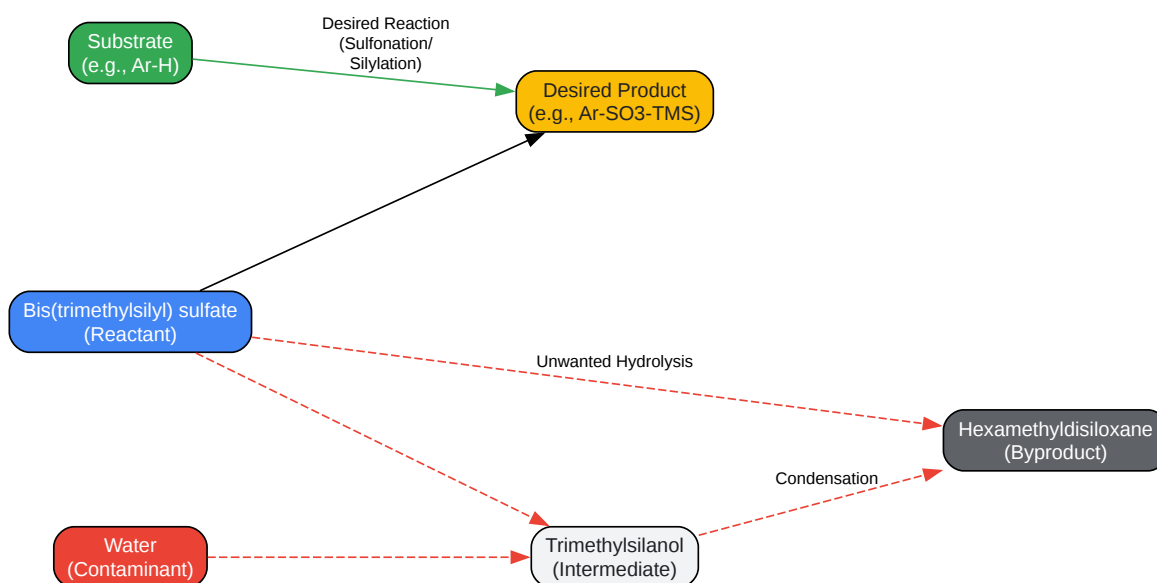 Substrate
(e.g., Ar-H)
Desired Reaction
(Sulfonation/
Silylation)
Desired Product
(e.g., Ar-SO3-TMS)
Bis(trimethylsilyl) sulfate
(Reactant)
Unwanted Hydrolysis
Hexamethyldisiloxane
(Byproduct)
Condensation
Water
(Contaminant)
Trimethylsilanol
(Intermediate)